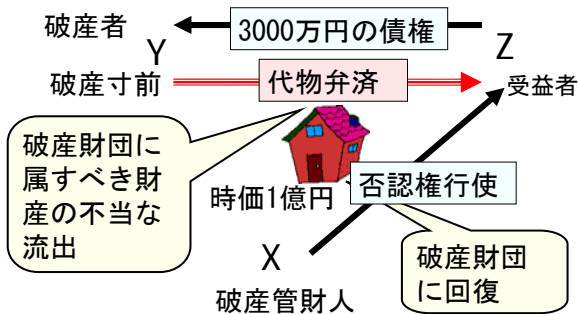 破産者
3000万円の債権
Y
Z
破産寸前
代物弁済
受益者
破産財団に
属すべき財
産の不当な
流出
時価1億円
否認権行使
X
破産財団
に回復
破産管財人